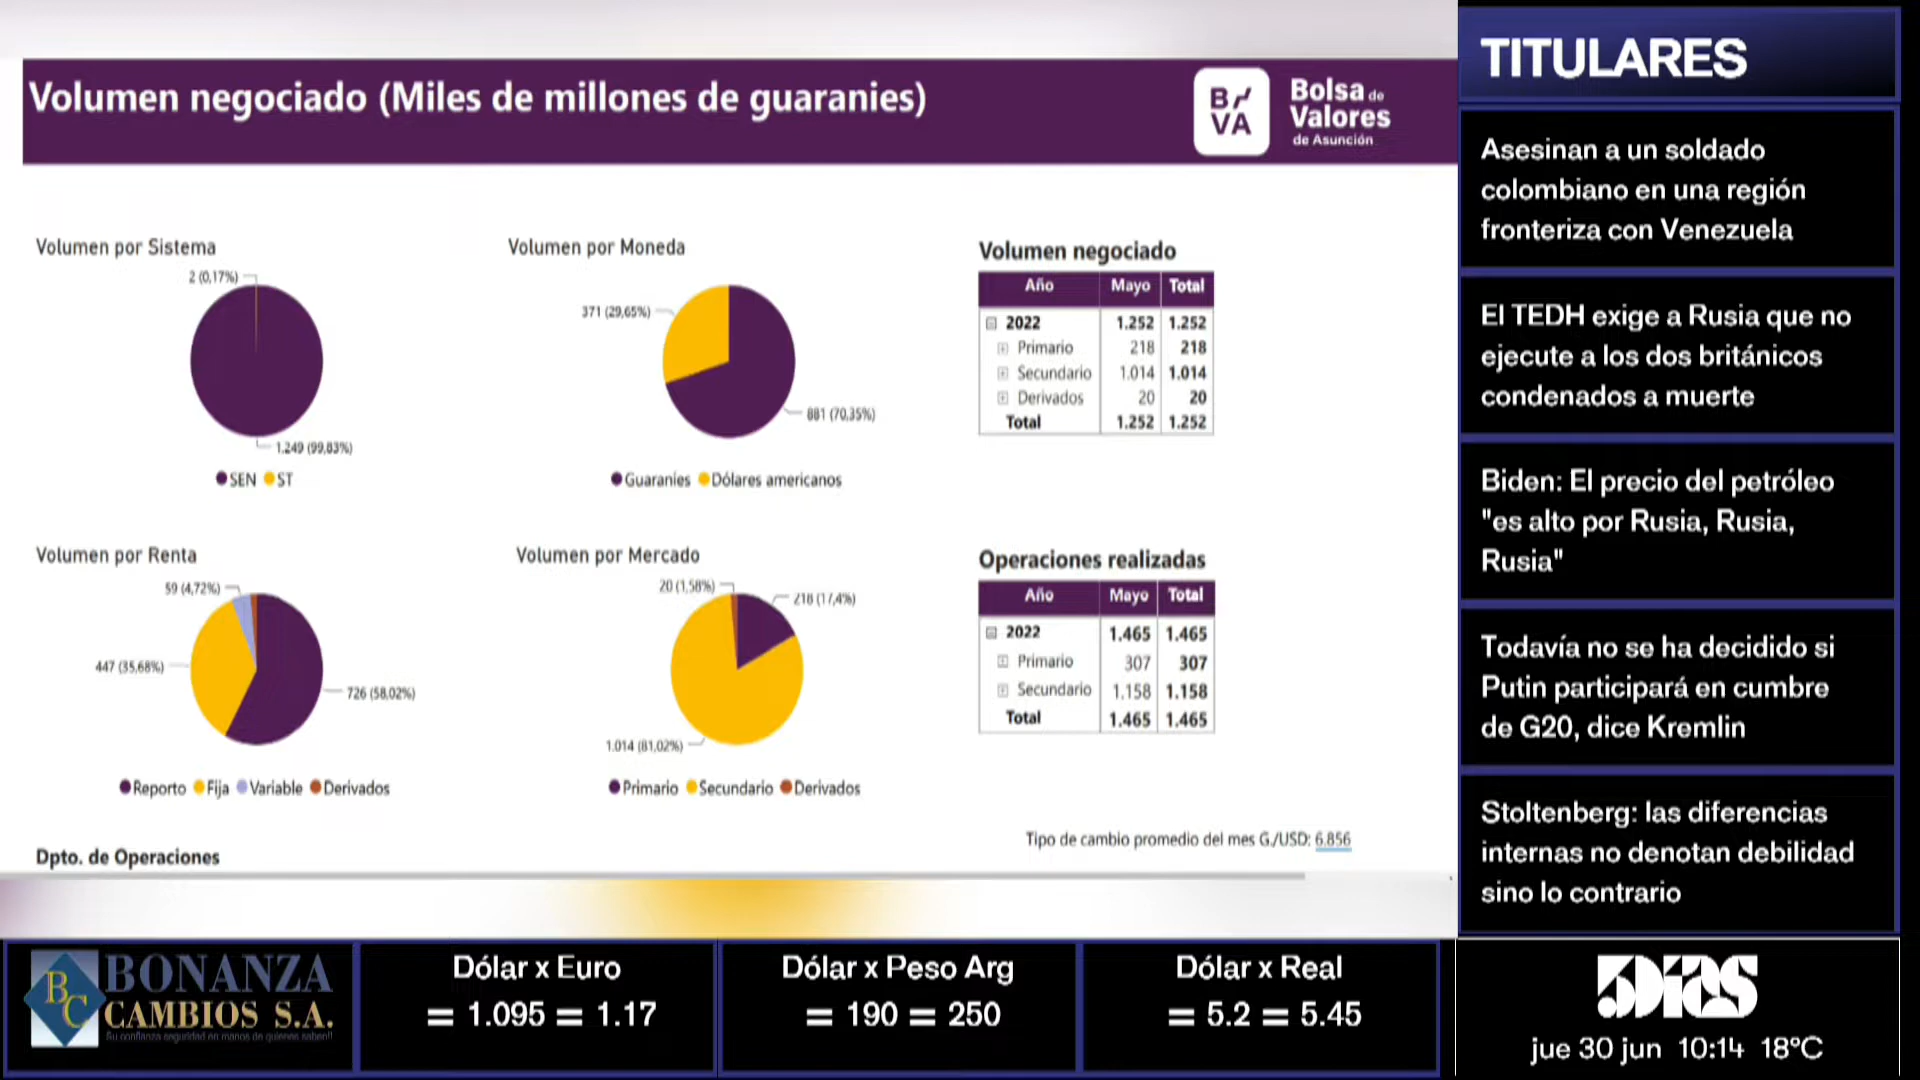 Volumen negociado (Miles de millones de guaranies)
B VA
Bolsa de
Valores
de Asunción
Volumen por Sistema
2 (0,17%)
1.249 (99,83%)
SEN ST
Volumen por Moneda
371 (29,65%)
881 (70,35%)
Guaraníes Dólares americanos
Volumen negociado
Año Mayo Total
2022 1.252 1.252
Primario 218 218
Secundario 1.014 1.014
Derivados 20 20
Total 1.252 1.252
Volumen por Renta
59 (4,72%)
447 (35,68%)
726 (58,02%)
Reporto Fija Variable Derivados
Volumen por Mercado
20 (1,58%)
218 (17,4%)
1.014 (81,02%)
Primario Secundario Derivados
Operaciones realizadas
Año Mayo Total
2022 1.465 1.465
Primario 307 307
Secundario 1.158 1.158
Total 1.465 1.465
Tipo de cambio promedio del mes G./USD: 6.856
Dpto. de Operaciones
TITULARES
Asesinan a un soldado
colombiano en una región
fronteriza con Venezuela
El TEDH exige a Rusia que no
ejecute a los dos británicos
condenados a muerte
Biden: El precio del petróleo
"es alto por Rusia, Rusia,
Rusia"
Todavía no se ha decidido si
Putin participará en cumbre
de G20, dice Kremlin
Stoltenberg: las diferencias
internas no denotan debilidad
sino lo contrario
BC
BONANZA
CAMBIOS S.A.
Su confianza seguridad en manos de quienes saben!!
Dólar x Euro
= 1.095 = 1.17
Dólar x Peso Arg
= 190 = 250
Dólar x Real
= 5.2 = 5.45
5DIAS
jue 30 jun 10:14 18°C